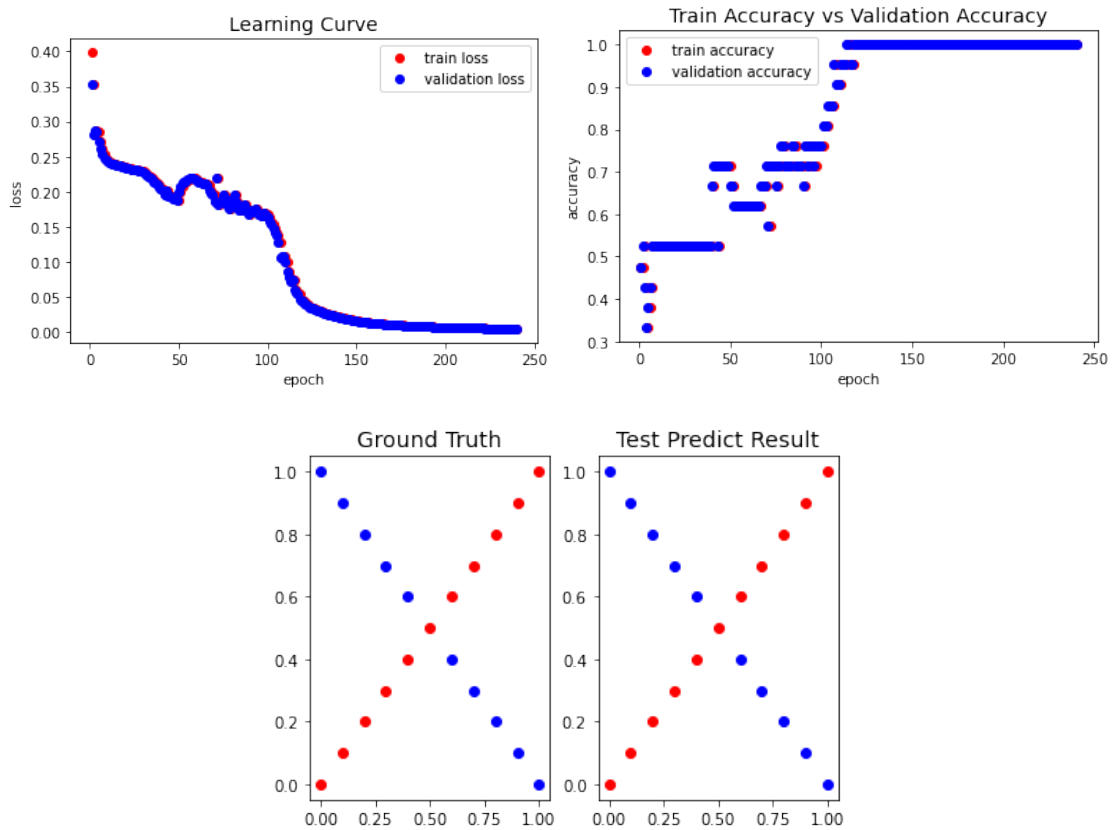 Learning Curve
train loss
validation loss
0.40
0.35
0.30
0.25
0.20
0.15
0.10
0.05
0.00
loss
0 50 100 150 200 250
epoch
Train Accuracy vs Validation Accuracy
train accuracy
validation accuracy
1.0
0.9
0.8
0.7
0.6
0.5
0.4
0.3
accuracy
0 50 100 150 200 250
epoch
Ground Truth
1.0
0.8
0.6
0.4
0.2
0.0
0.00 0.25 0.50 0.75 1.00
Test Predict Result
1.0
0.8
0.6
0.4
0.2
0.0
0.00 0.25 0.50 0.75 1.00